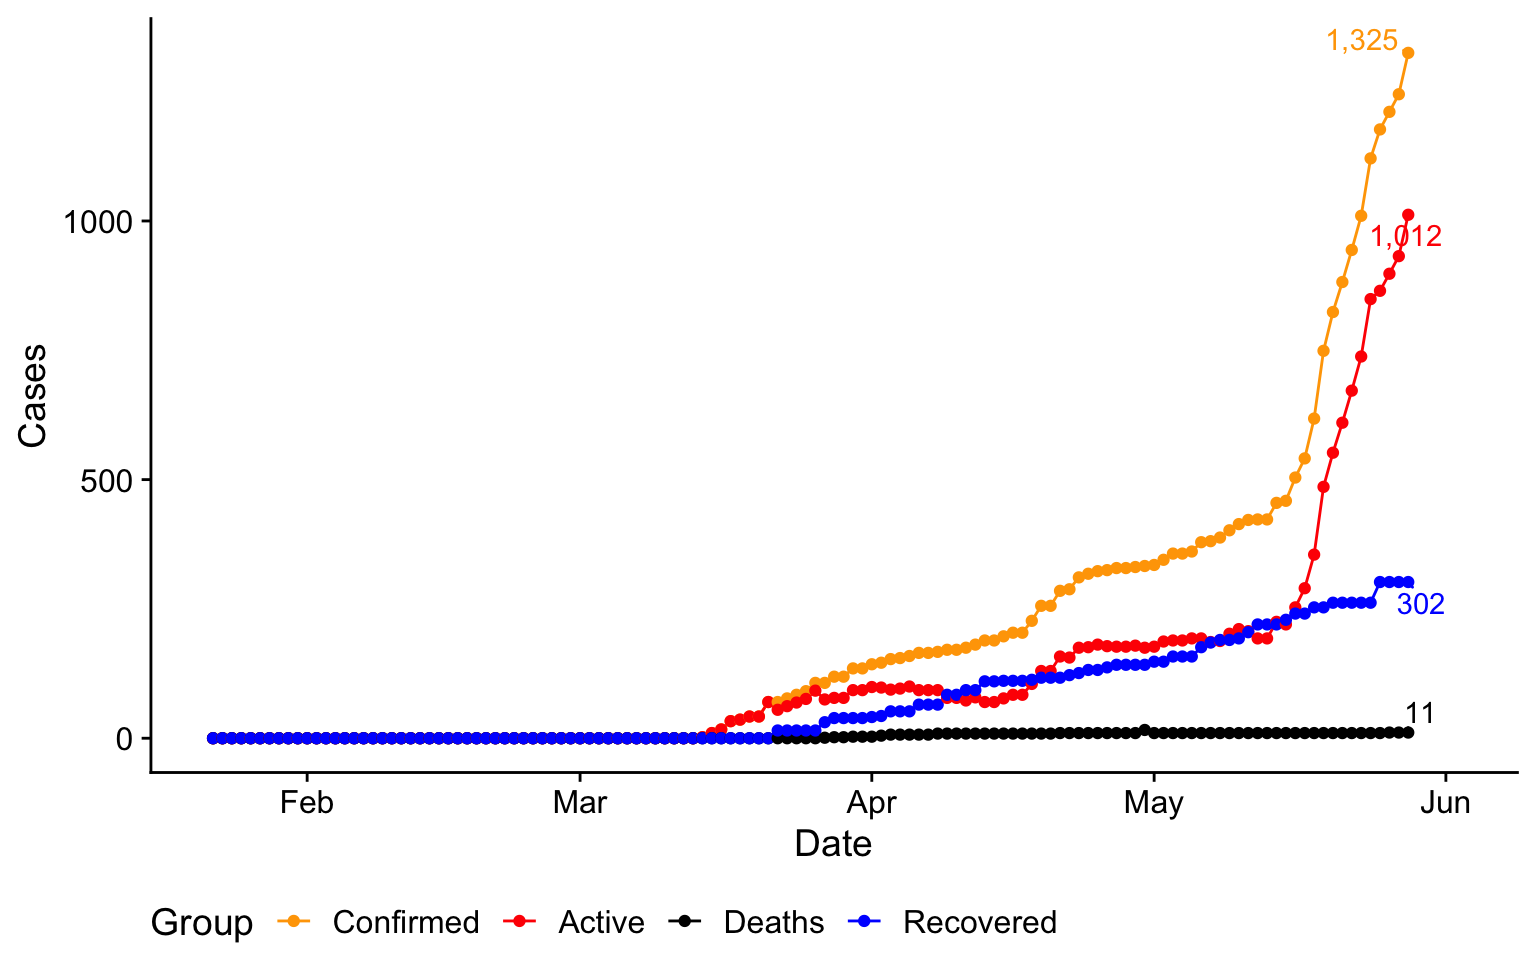 1,325
1000
1,012
Cases
500
302
11
0
Feb Mar Apr May Jun
Date
Group Confirmed Active Deaths Recovered